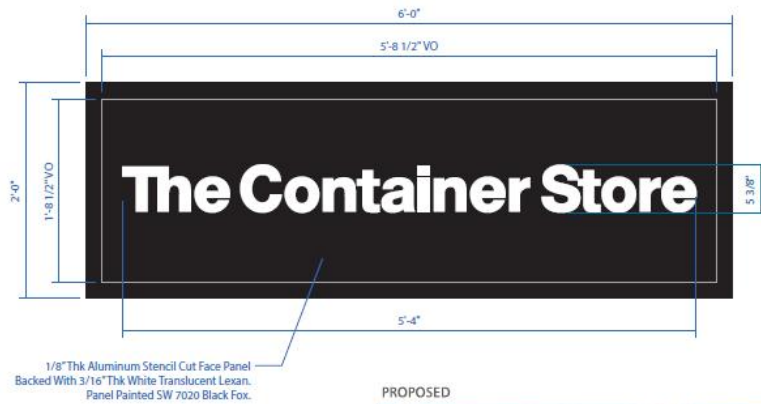 6'-0"
5'-8 1/2" VO
2'-0"
1'-8 1/2" VO
The Container Store
5 3/8"
5'-4"
1/8" Thk Aluminum Stencil Cut Face Panel
Backed With 3/16" Thk White Translucent Lexan.
Panel Painted SW 7020 Black Fox.
PROPOSED